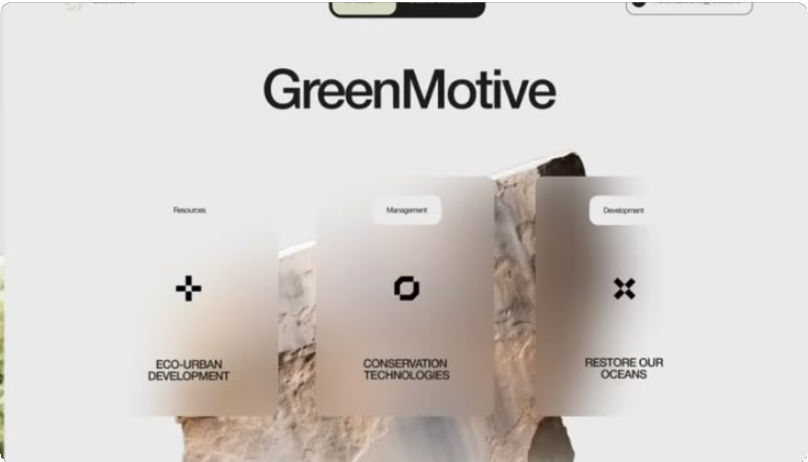 GreenMotive
Resources
Management
Development
ECO-URBAN
DEVELOPMENT
CONSERVATION
TECHNOLOGIES
RESTORE OUR
OCEANS